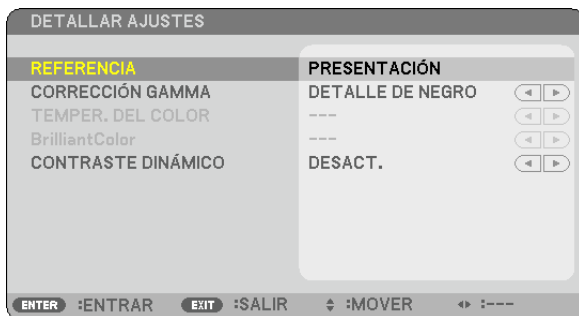 DETALLAR AJUSTES
REFERENCIA PRESENTACIÓN
CORRECCIÓN GAMMA DETALLE DE NEGRO
TEMPER. DEL COLOR ---
BrilliantColor ---
CONTRASTE DINÁMICO DESACT.
ENTER :ENTRAR EXIT :SALIR :MOVER :---